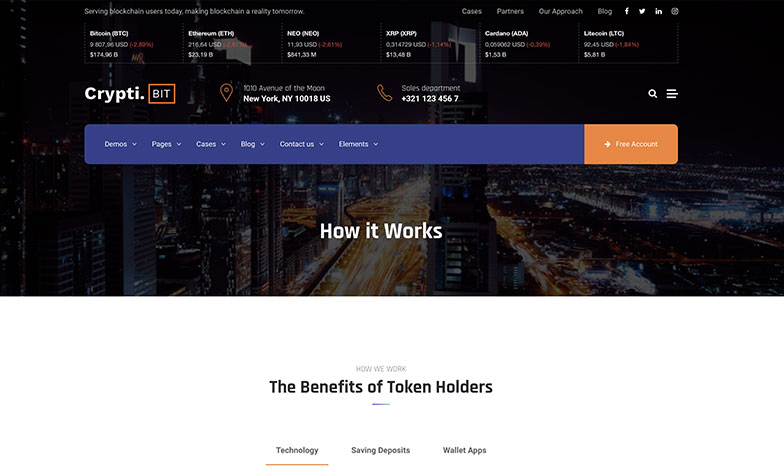 Serving blockchain users today, making blockchain a reality tomorrow.
Cases Partners Our Approach Blog
Bitcoin (BTC) Ethereum (ETH) NEO (NEO) XRP (XRP) Cardano (ADA) Litecoin (LTC)
9 807,96 USD (-2,89%) 216,64 USD (-2,61%) 11,93 USD (-2,61%) 0,314729 USD (-1,14%) 0,059062 USD (-0,39%) 92,45 USD (-1,84%)
$174,96 B $23,19 B $841,33 M $13,48 B $1,53 B $5,81 B
Crypti. BIT
1010 Avenue of the Moon
New York, NY 10018 US
Sales department
+321 123 456 7
Demos Pages Cases Blog Contact us Elements Free Account
How it Works
HOW WE WORK
The Benefits of Token Holders
Technology Saving Deposits Wallet Apps